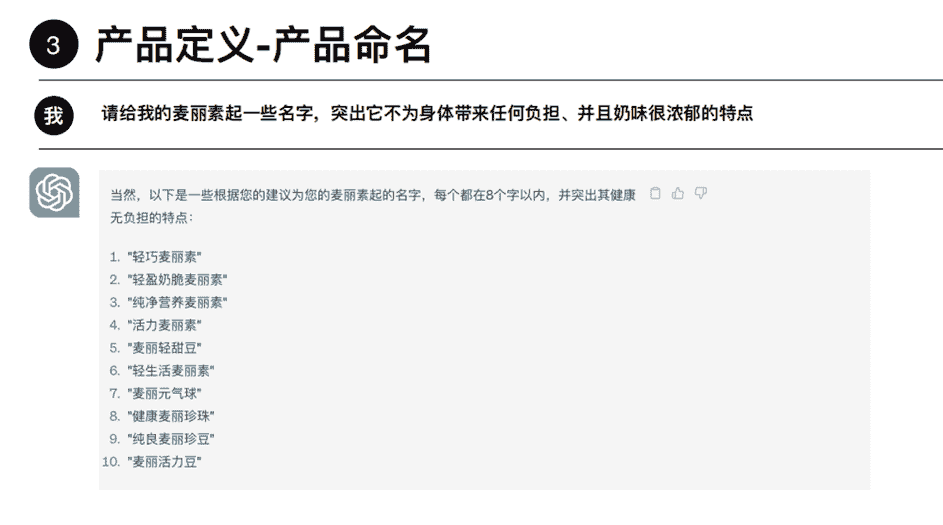 3 产品定义-产品命名
我 请给我的麦丽素起一些名字，突出它不为身体带来任何负担、并且奶味很浓郁的特点
当然，以下是一些根据您的建议为您的麦丽素起的名字，每个都在8个字以内，并突出其健康
无负担的特点：
1. "轻巧麦丽素"
2. "轻盈奶脆麦丽素"
3. "纯净营养麦丽素"
4. "活力麦丽素"
5. "麦丽轻甜豆"
6. "轻生活麦丽素"
7. "麦丽元气球"
8. "健康麦丽珍珠"
9. "纯良麦丽珍豆"
10. "麦丽活力豆"